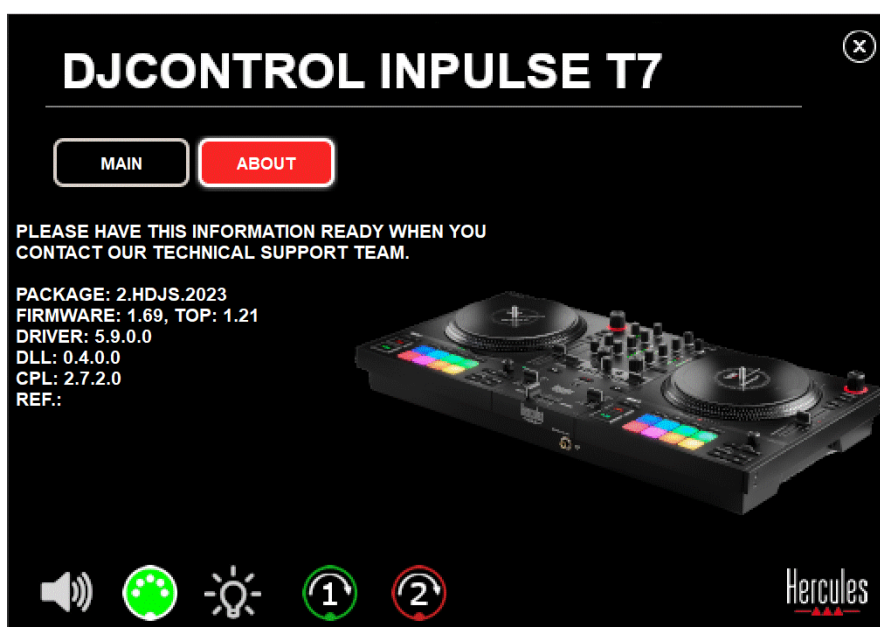 DJCONTROL INPULSE T7
MAIN
ABOUT
PLEASE HAVE THIS INFORMATION READY WHEN YOU
CONTACT OUR TECHNICAL SUPPORT TEAM.
PACKAGE: 2.HDJS.2023
FIRMWARE: 1.69, TOP: 1.21
DRIVER: 5.9.0.0
DLL: 0.4.0.0
CPL: 2.7.2.0
REF.:
1
2
Hercules